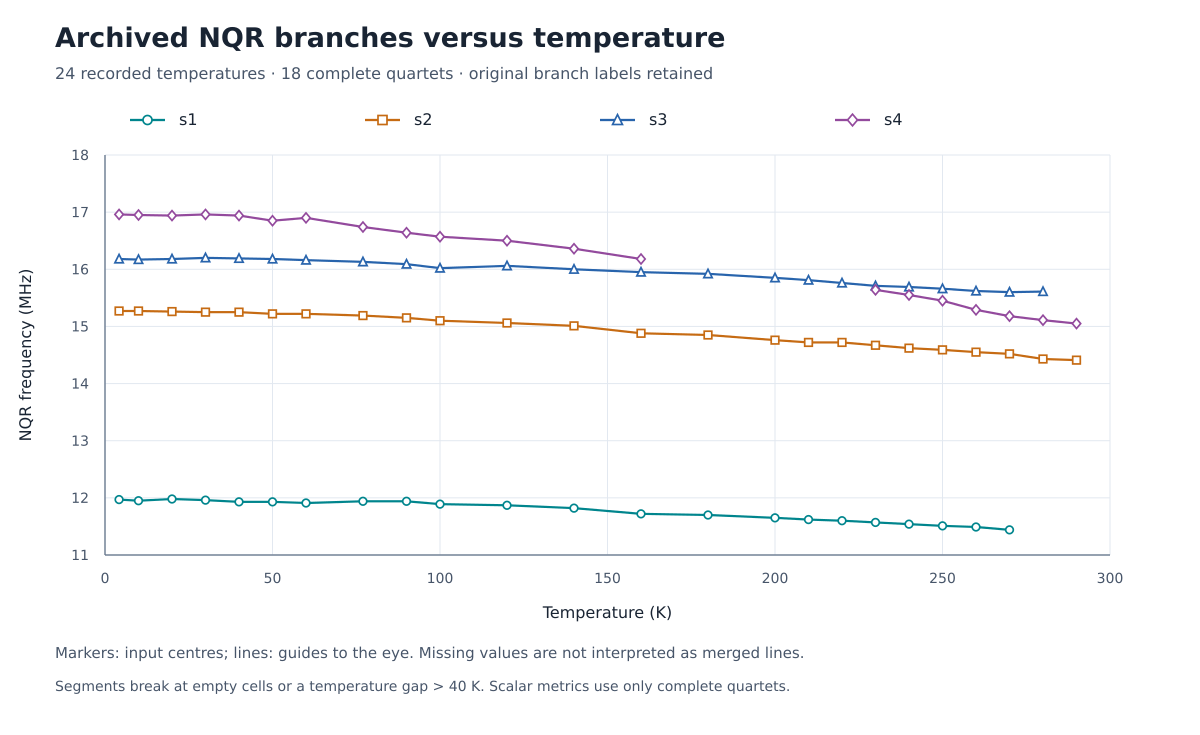 Archived NQR branches versus temperature
24 recorded temperatures · 18 complete quartets · original branch labels retained
s1 s2 s3 s4
18
17
16
15
14
13
12
11
NQR frequency (MHz)
0 50 100 150 200 250 300
Temperature (K)
Markers: input centres; lines: guides to the eye. Missing values are not interpreted as merged lines.
Segments break at empty cells or a temperature gap > 40 K. Scalar metrics use only complete quartets.